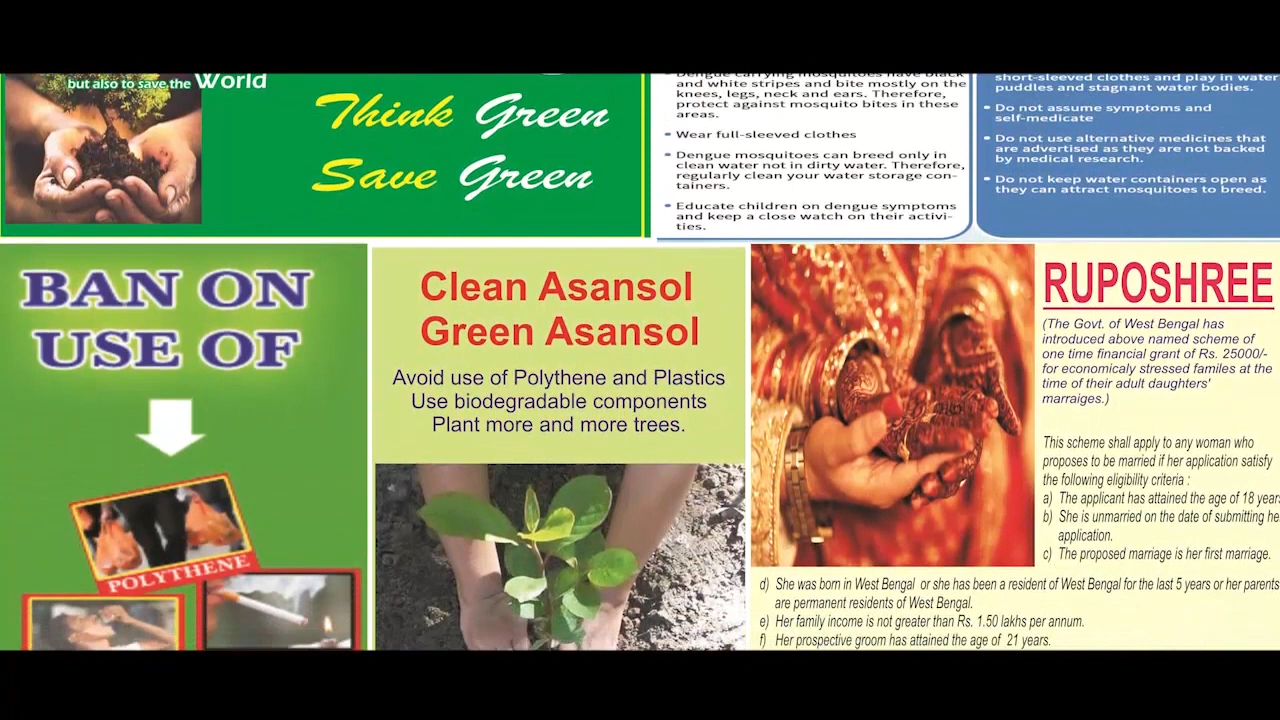 but also to save the World
Think Green
Save Green
Dengue carrying mosquitoes have black
and white stripes and bite mostly on the
knees, legs, neck and ears. Therefore,
protect against mosquito bites in these
areas.
• Wear full-sleeved clothes
• Dengue mosquitoes can breed only in
clean water not in dirty water. Therefore,
regularly clean your water storage con-
tainers.
• Educate children on dengue symptoms
and keep a close watch on their activi-
ties.
short-sleeved clothes and play in water
puddles and stagnant water bodies.
• Do not assume symptoms and
self-medicate
• Do not use alternative medicines that
are advertised as they are not backed
by medical research.
• Do not keep water containers open as
they can attract mosquitoes to breed.
BAN ON
USE OF
POLYTHENE
Clean Asansol
Green Asansol
Avoid use of Polythene and Plastics
Use biodegradable components
Plant more and more trees.
RUPOSHREE
(The Govt. of West Bengal has
introduced above named scheme of
one time financial grant of Rs. 25000/-
for economicaly stressed familes at the
time of their adult daughters'
marraiges.)
This scheme shall apply to any woman who
proposes to be married if her application satisfy
the following eligibility criteria :
a) The applicant has attained the age of 18 year
b) She is unmarried on the date of submitting he
application.
c) The proposed marriage is her first marriage.
d) She was born in West Bengal or she has been a resident of West Bengal for the last 5 years or her parents
are permanent residents of West Bengal.
e) Her family income is not greater than Rs. 1.50 lakhs per annum.
f) Her prospective groom has attained the age of 21 years.